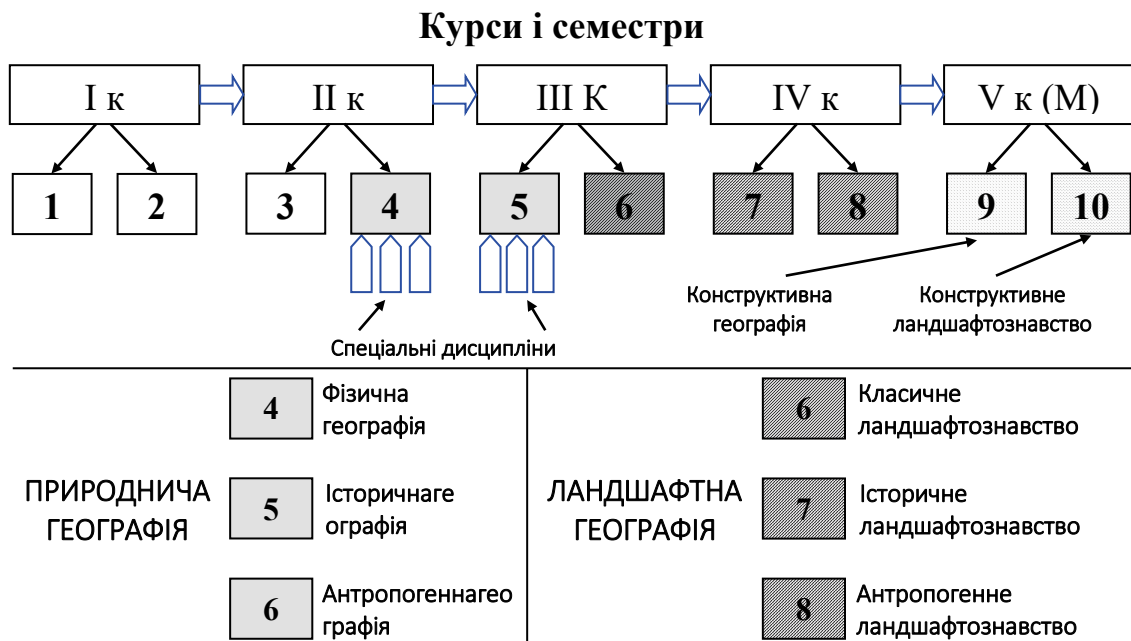 Курси і семестри
І к
ІІ к
ІІІ К
IV к
V к (М)
1
2
3
4
5
6
7
8
9
10
Конструктивна
географія
Конструктивне
ландшафтознавство
Спеціальні дисципліни
ПРИРОДНИЧА
ГЕОГРАФІЯ
4
Фізична
географія
5
Історичнаге
ографія
6
Антропогеннагео
графія
ЛАНДШАФТНА
ГЕОГРАФІЯ
6
Класичне
ландшафтознавство
7
Історичне
ландшафтознавство
8
Антропогенне
ландшафтознавство